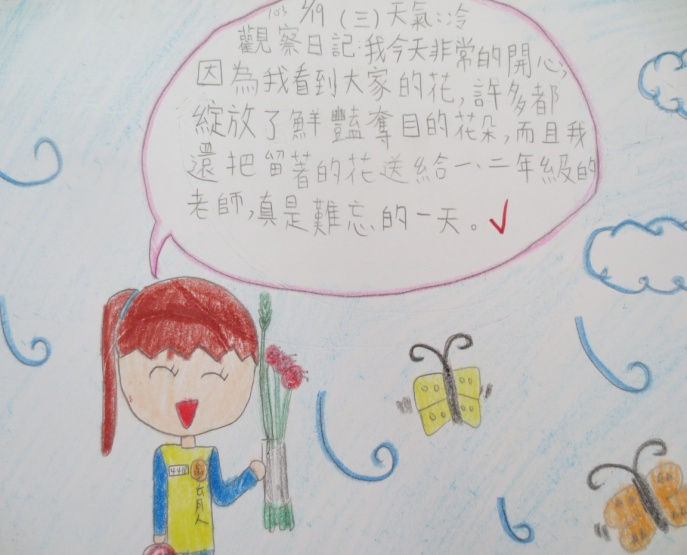 103 2/19 (三) 天氣:冷
觀察日記:我今天非常的開心,
因為我看到大家的花,許多都
綻放了鮮豔奪目的花朵,而且我
還把留著的花送給一、二年級的
老師,真是難忘的一天。